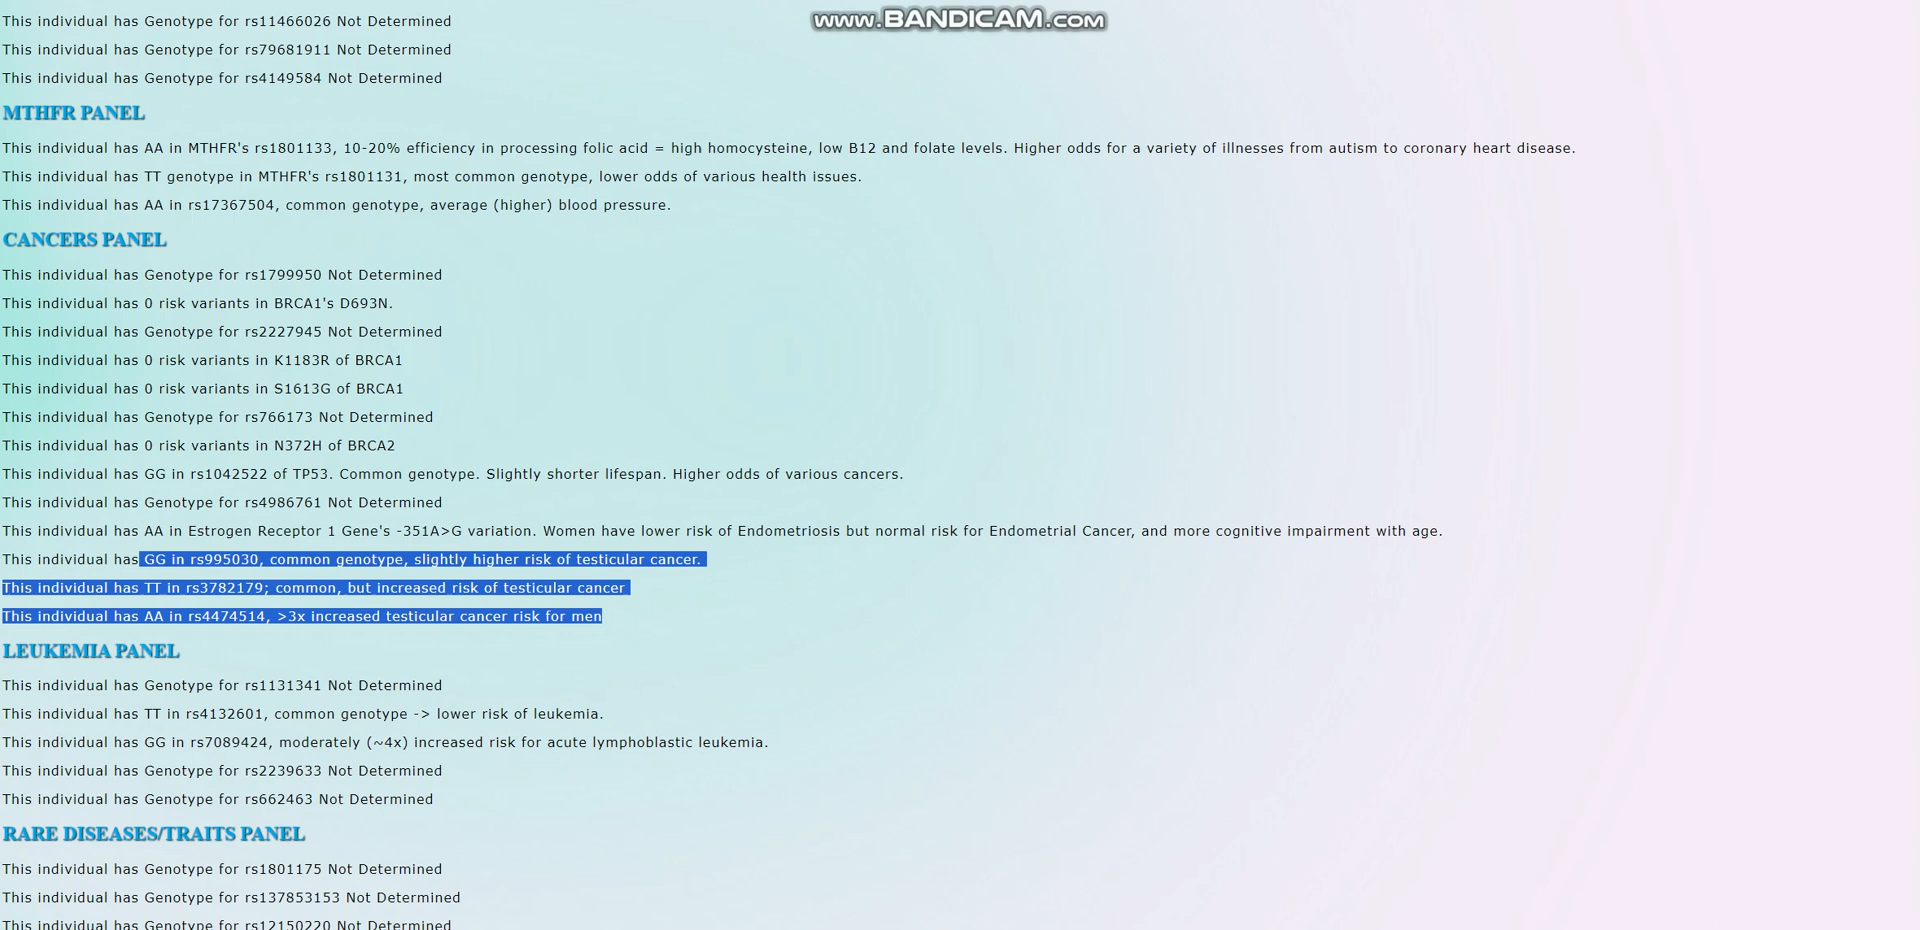 www.BANDICAM.com
This individual has Genotype for rs11466026 Not Determined
This individual has Genotype for rs79681911 Not Determined
This individual has Genotype for rs4149584 Not Determined
MTHFR PANEL
This individual has AA in MTHFR's rs1801133, 10-20% efficiency in processing folic acid = high homocysteine, low B12 and folate levels. Higher odds for a variety of illnesses from autism to coronary heart disease.
This individual has TT genotype in MTHFR's rs1801131, most common genotype, lower odds of various health issues.
This individual has AA in rs17367504, common genotype, average (higher) blood pressure.
CANCERS PANEL
This individual has Genotype for rs1799950 Not Determined
This individual has 0 risk variants in BRCA1's D693N.
This individual has Genotype for rs2227945 Not Determined
This individual has 0 risk variants in K1183R of BRCA1
This individual has 0 risk variants in S1613G of BRCA1
This individual has Genotype for rs766173 Not Determined
This individual has 0 risk variants in N372H of BRCA2
This individual has GG in rs1042522 of TP53. Common genotype. Slightly shorter lifespan. Higher odds of various cancers.
This individual has Genotype for rs4986761 Not Determined
This individual has AA in Estrogen Receptor 1 Gene's -351A>G variation. Women have lower risk of Endometriosis but normal risk for Endometrial Cancer, and more cognitive impairment with age.
This individual has GG in rs995030, common genotype, slightly higher risk of testicular cancer.
This individual has TT in rs3782179; common, but increased risk of testicular cancer
This individual has AA in rs4474514, >3x increased testicular cancer risk for men
LEUKEMIA PANEL
This individual has Genotype for rs1131341 Not Determined
This individual has TT in rs4132601, common genotype -> lower risk of leukemia.
This individual has GG in rs7089424, moderately (~4x) increased risk for acute lymphoblastic leukemia.
This individual has Genotype for rs2239633 Not Determined
This individual has Genotype for rs662463 Not Determined
RARE DISEASES/TRAITS PANEL
This individual has Genotype for rs1801175 Not Determined
This individual has Genotype for rs137853153 Not Determined
This individual has Genotype for rs12150220 Not Determined